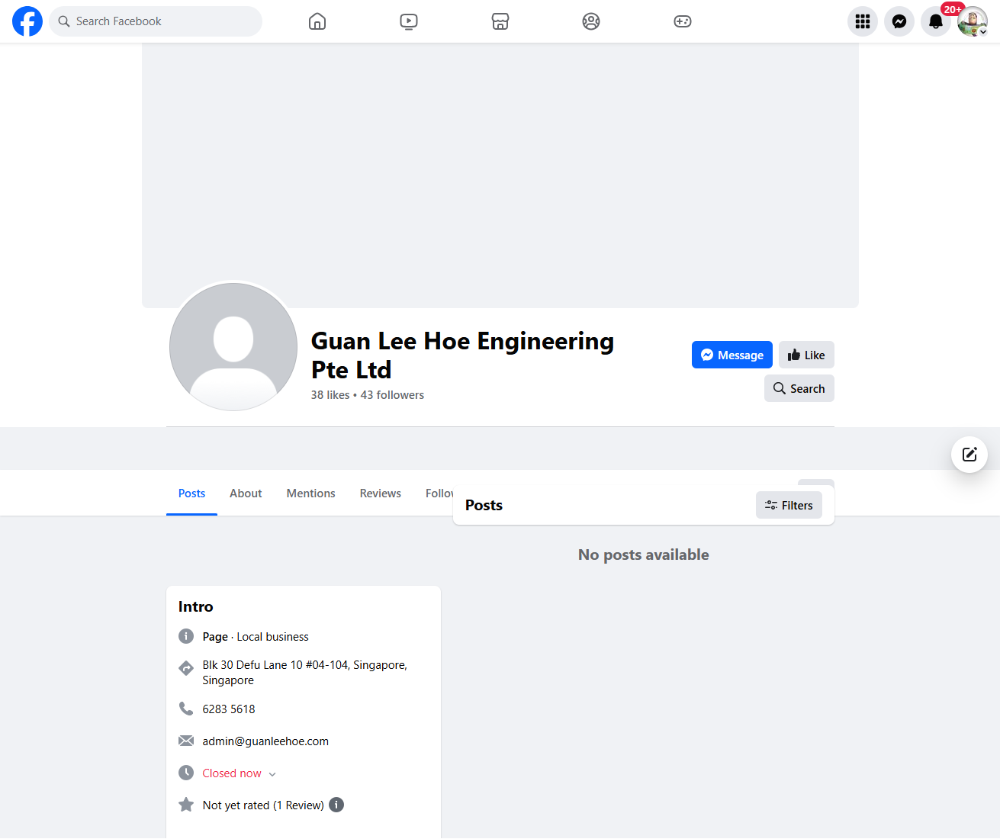 Search Facebook
20+
Guan Lee Hoe Engineering
Pte Ltd
38 likes • 43 followers
Message
Like
Search
Posts
About
Mentions
Reviews
Posts
Filters
No posts available
Intro
Page · Local business
Blk 30 Defu Lane 10 #04-104, Singapore,
Singapore
6283 5618
admin@guanleehoe.com
Closed now
Not yet rated (1 Review)